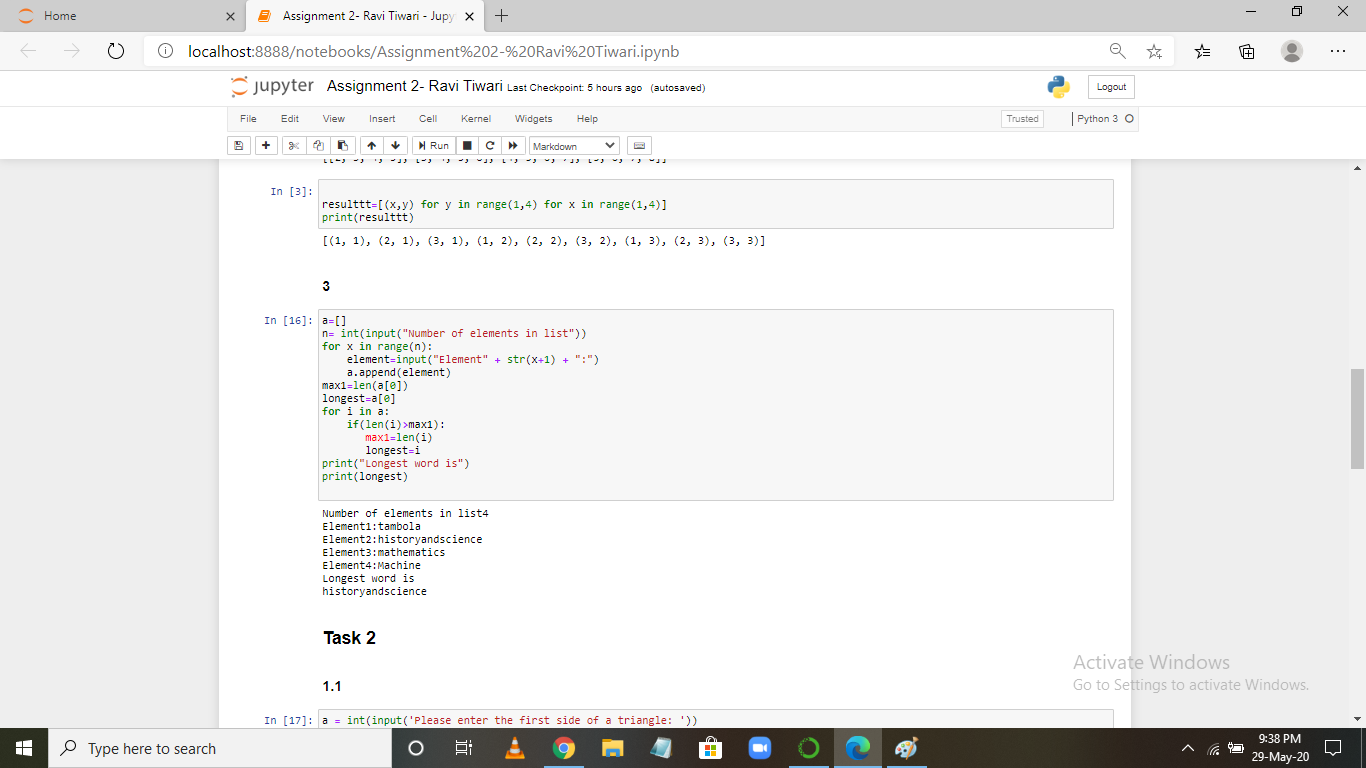 Home
Assignment 2- Ravi Tiwari - Jupy
localhost:8888/notebooks/Assignment%202-%20Ravi%20Tiwari.ipynb
jupyter Assignment 2- Ravi Tiwari Last Checkpoint: 5 hours ago (autosaved)
Logout
File Edit View Insert Cell Kernel Widgets Help
Trusted
Python 3
Run
Markdown
In [3]:
resulttt=[(x,y) for y in range(1,4) for x in range(1,4)]
print(resulttt)
[(1, 1), (2, 1), (3, 1), (1, 2), (2, 2), (3, 2), (1, 3), (2, 3), (3, 3)]
3
In [16]: a=[]
n= int(input("Number of elements in list"))
for x in range(n):
    element=input("Element" + str(x+1) + ":")
    a.append(element)
max1=len(a[0])
longest=a[0]
for i in a:
    if(len(i)>max1):
       max1=len(i)
       longest=i
print("Longest word is")
print(longest)
Number of elements in list4
Element1:tambola
Element2:historyandscience
Element3:mathematics
Element4:Machine
Longest word is
historyandscience
Task 2
1.1
In [17]: a = int(input('Please enter the first side of a triangle: '))
Activate Windows
Go to Settings to activate Windows.
Type here to search
9:38 PM
29-May-20